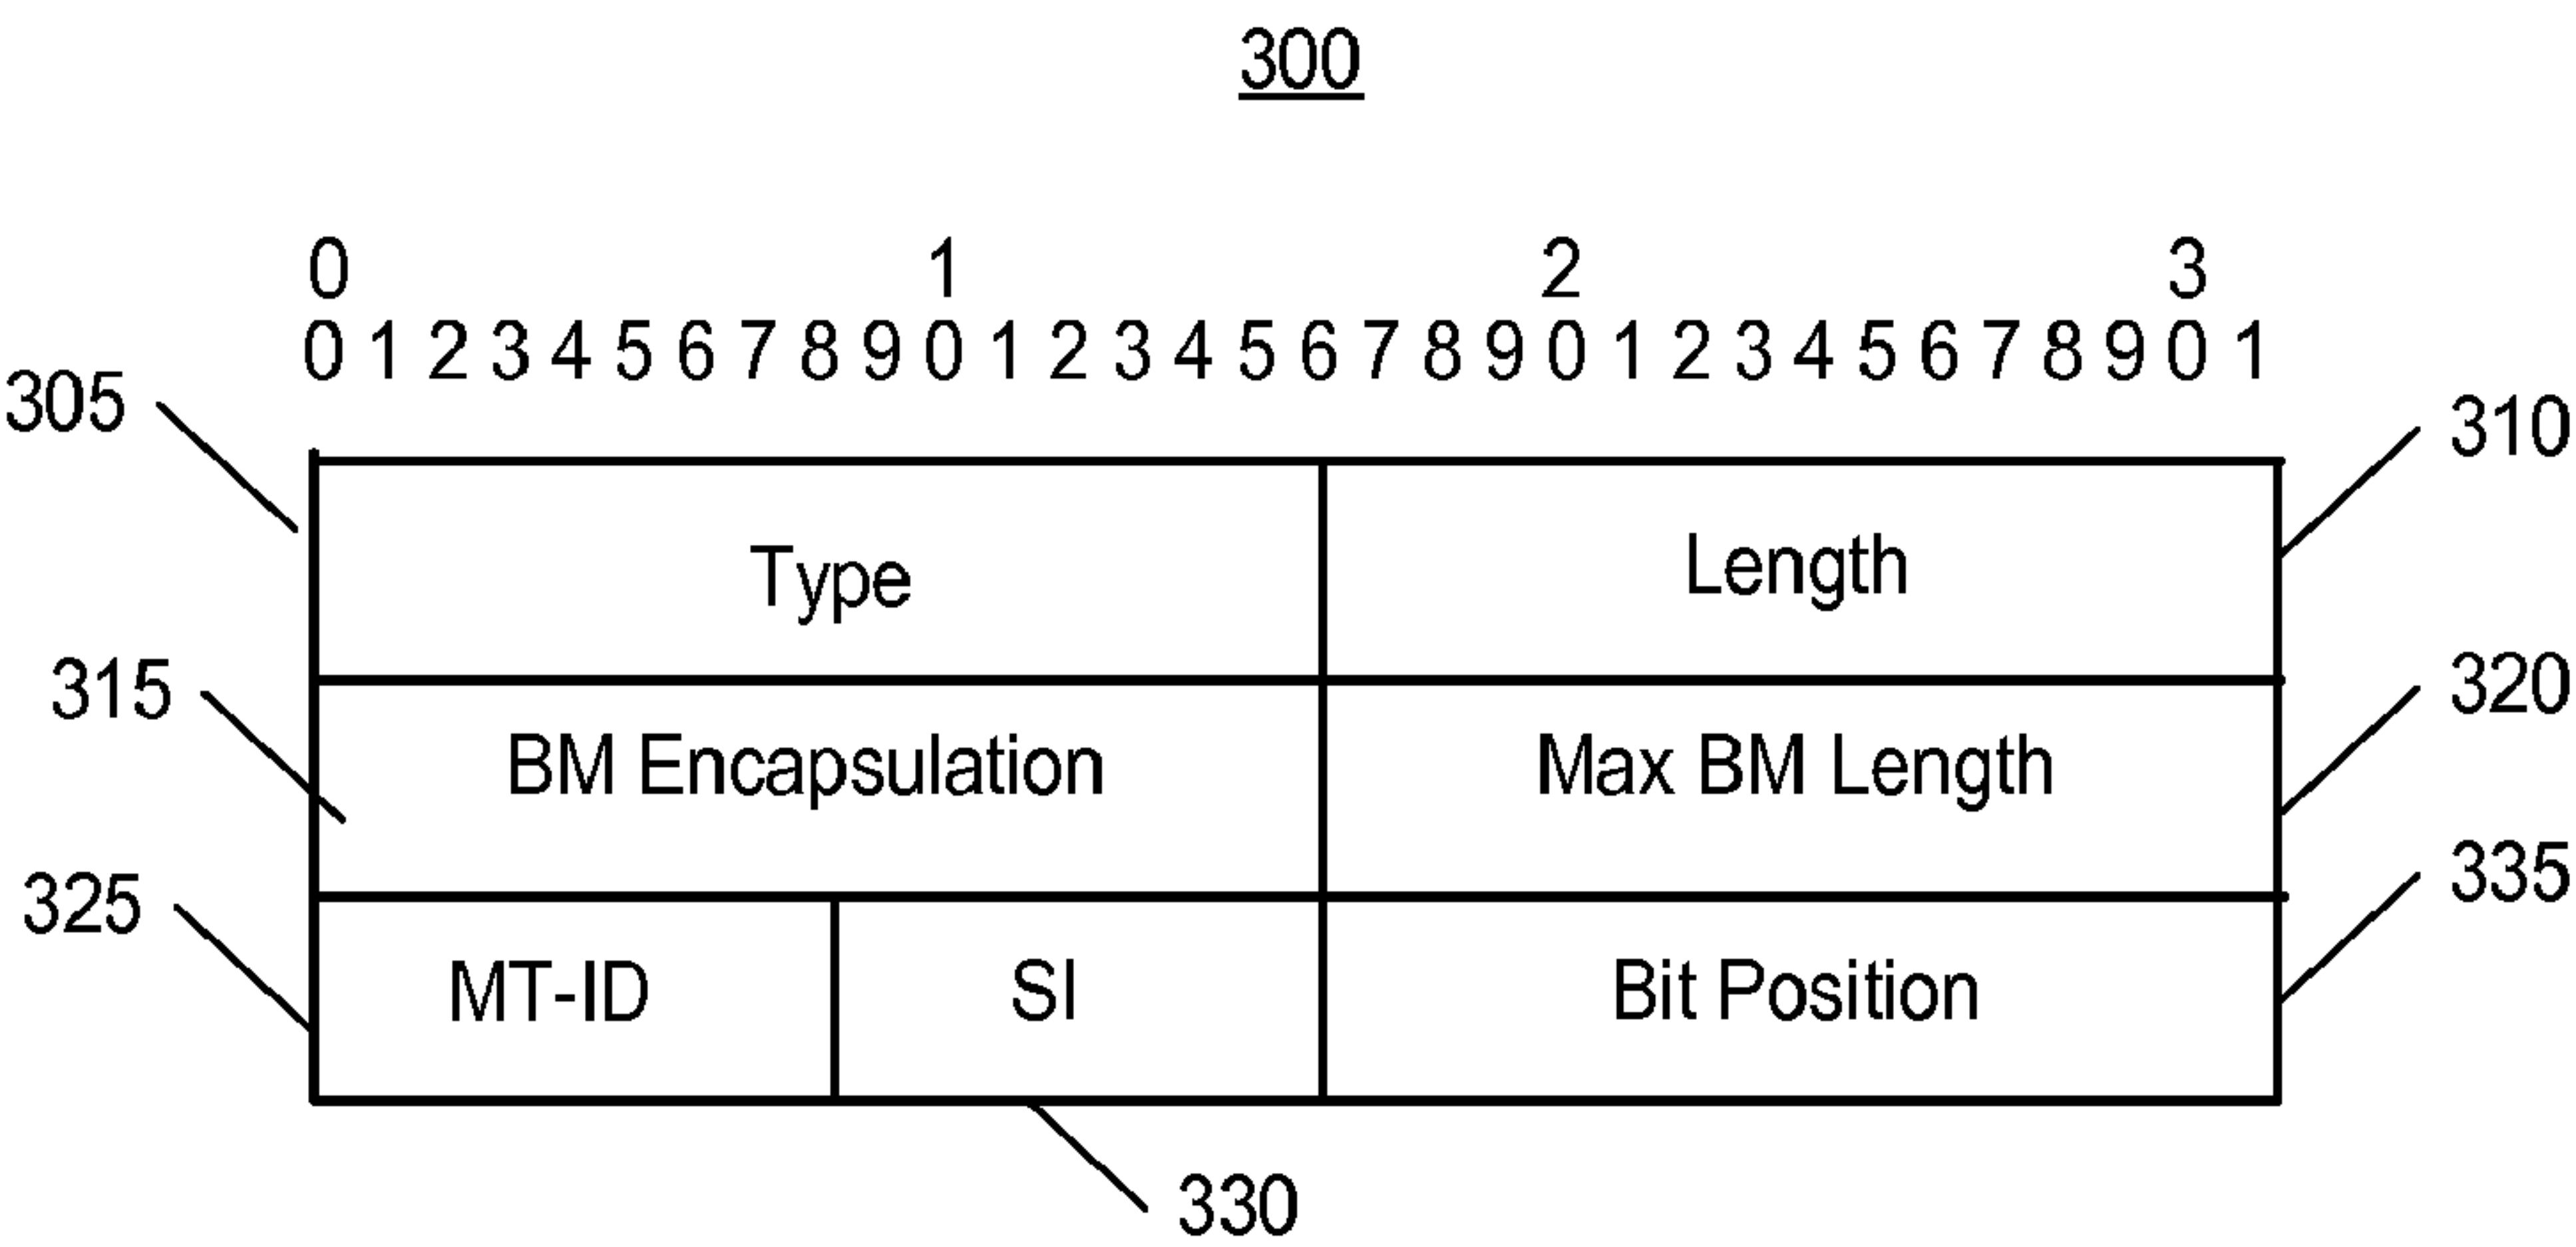 300
0 1 2 3
0 1 2 3 4 5 6 7 8 9 0 1 2 3 4 5 6 7 8 9 0 1 2 3 4 5 6 7 8 9 0 1
305 310
Type Length
315 320
BM Encapsulation Max BM Length
325 335
MT-ID SI Bit Position
330